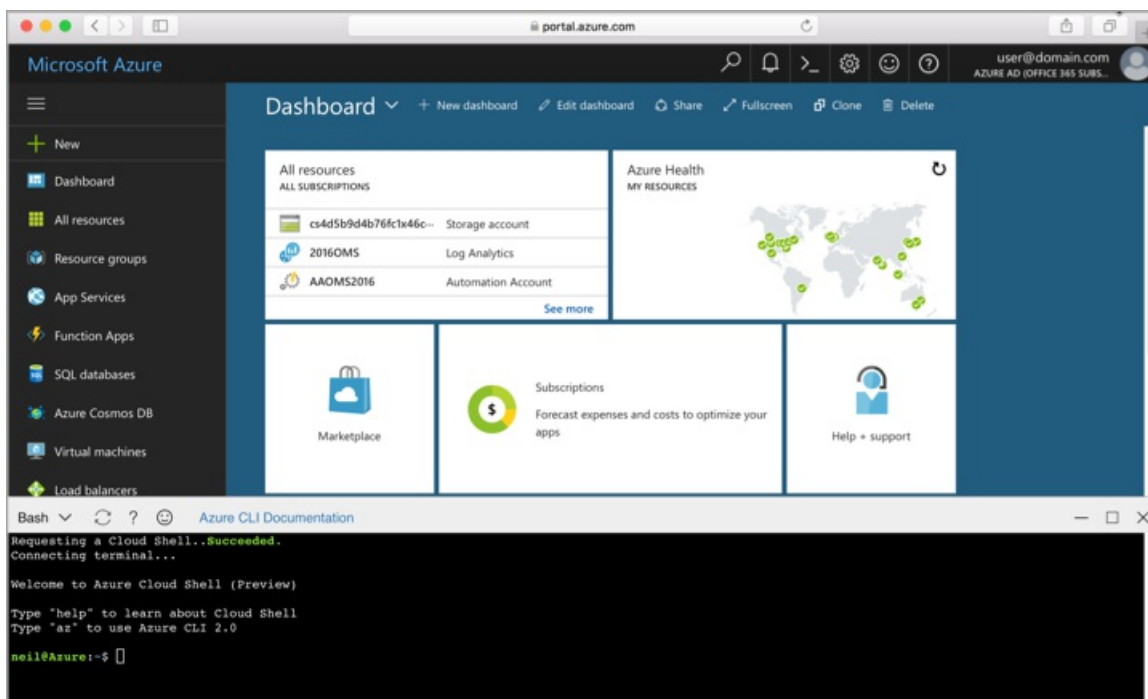 portal.azure.com
Microsoft Azure
user@domain.com
AZURE AD (OFFICE 365 SUBS...
Dashboard
New dashboard
Edit dashboard
Share
Fullscreen
Clone
Delete
New
Dashboard
All resources
Resource groups
App Services
Function Apps
SQL databases
Azure Cosmos DB
Virtual machines
Load balancers
All resources
ALL SUBSCRIPTIONS
cs4d5b9d4b76fc1x46c... Storage account
2016OMS Log Analytics
AAOMS2016 Automation Account
See more
Azure Health
MY RESOURCES
Marketplace
$
Subscriptions
Forecast expenses and costs to optimize your
apps
Help + support
Bash ? Azure CLI Documentation
Requesting a Cloud Shell..Succeeded.
Connecting terminal...
Welcome to Azure Cloud Shell (Preview)
Type "help" to learn about Cloud Shell
Type "az" to use Azure CLI 2.0
neil@Azure:~$